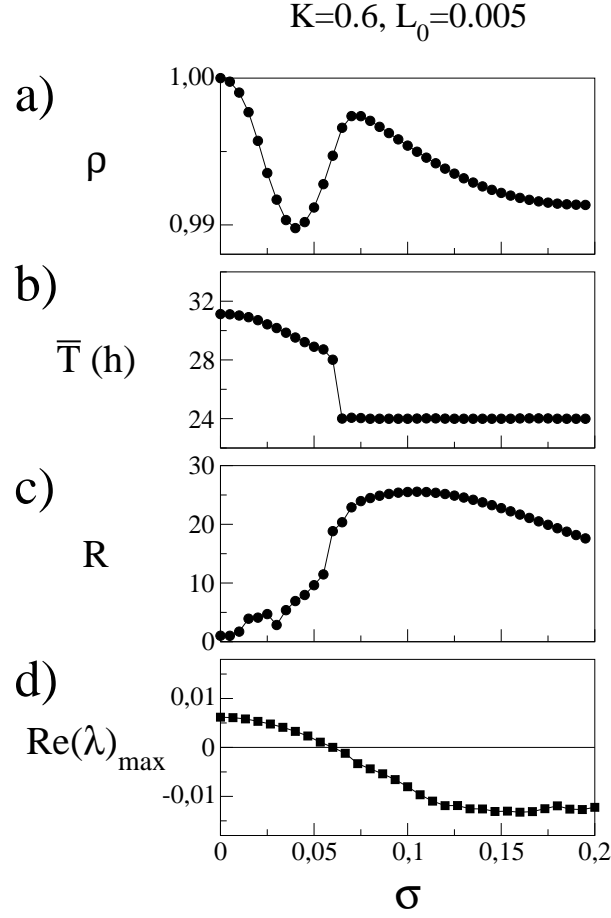 K=0.6, L₀=0.005
a)
ρ
1,00
0,99
b)
T̅ (h)
32
28
24
c)
R
30
20
10
0
d)
Re(λ)max
0,01
0
-0,01
0 0,05 0,1 0,15 0,2
σ